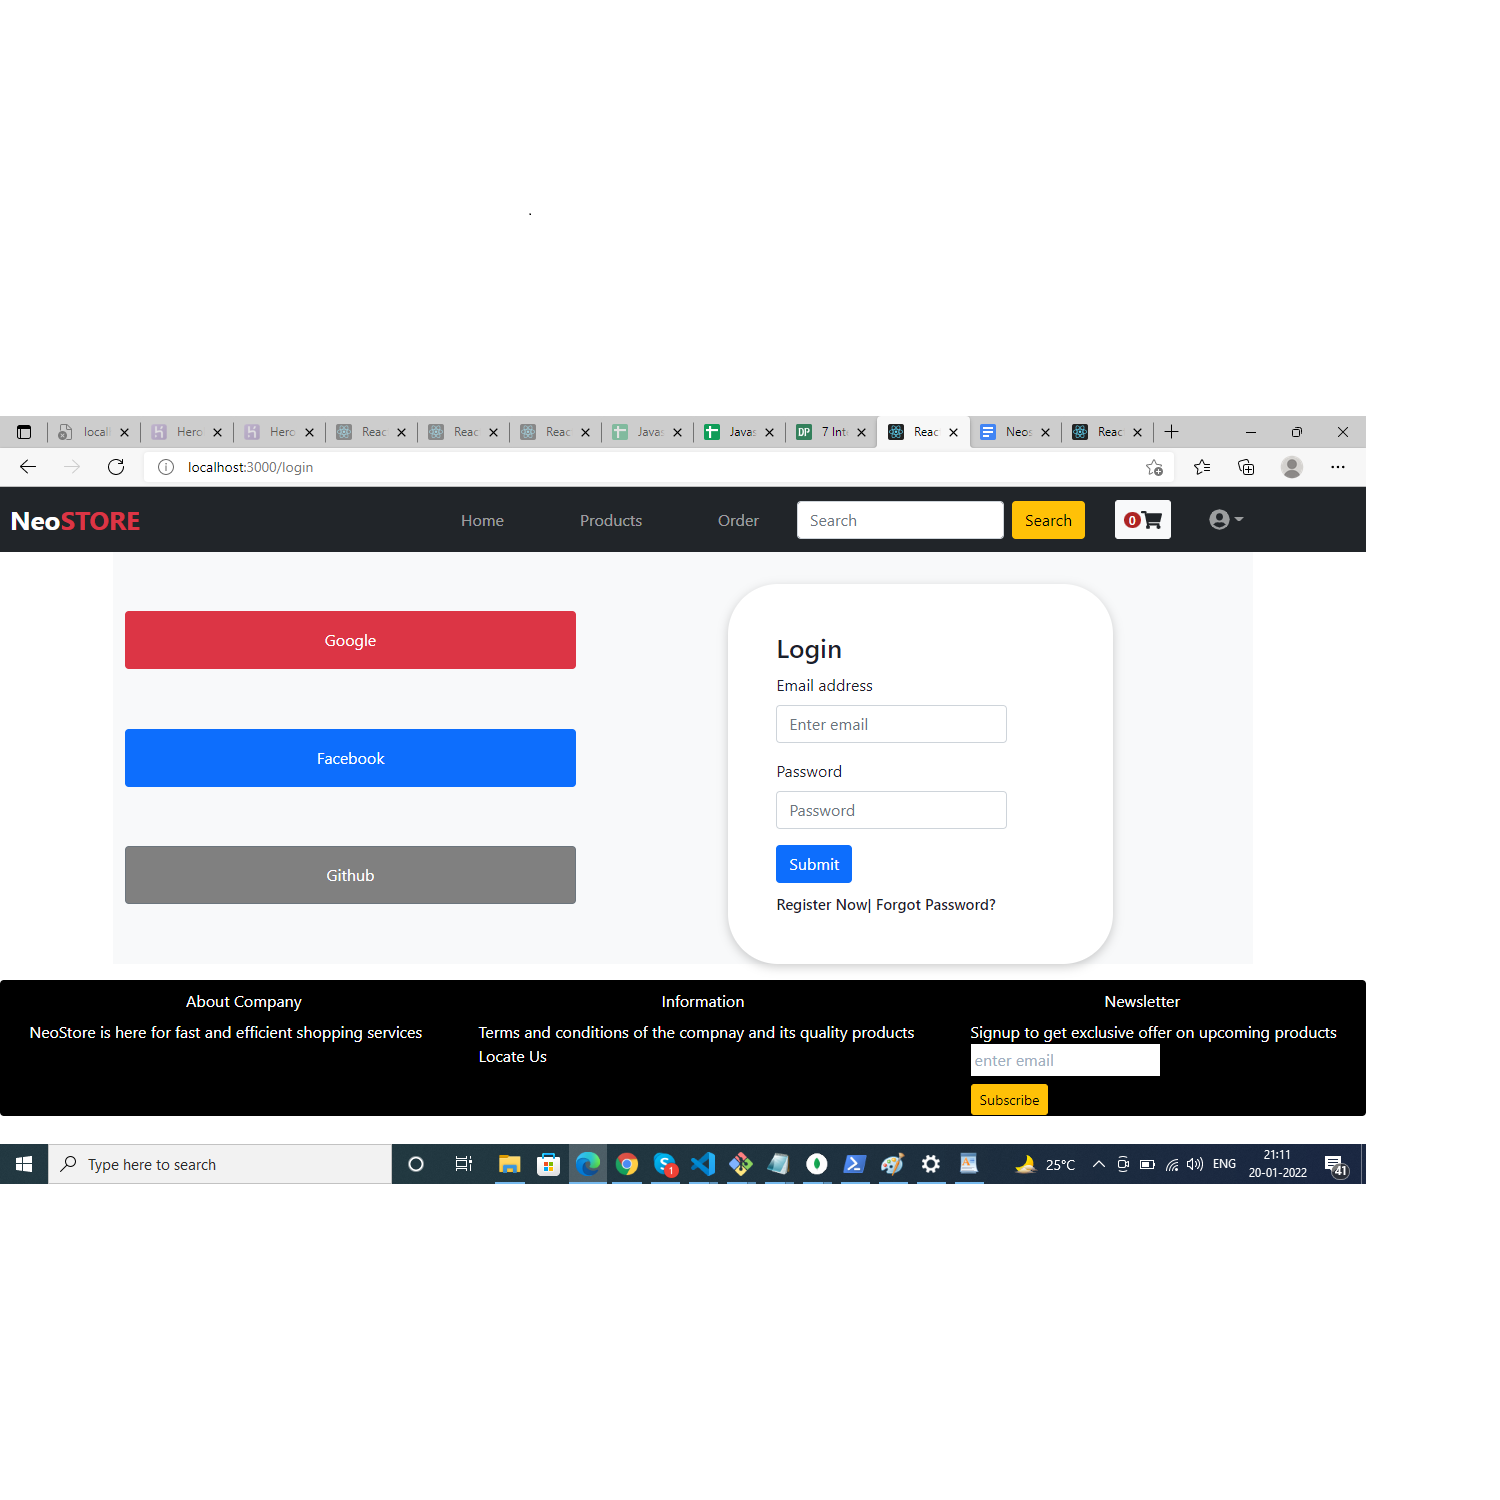 locall
Hero
Hero
Reac
Reac
Reac
Javas
Javas
DP 7 Int
Reac
Neos
Reac
localhost:3000/login
NeoSTORE
Home
Products
Order
Search
Search
0
Google
Facebook
Github
Login
Email address
Enter email
Password
Password
Submit
Register Now| Forgot Password?
About Company
NeoStore is here for fast and efficient shopping services
Information
Terms and conditions of the compnay and its quality products
Locate Us
Newsletter
Signup to get exclusive offer on upcoming products
enter email
Subscribe
Type here to search
1
25°C
ENG
21:11
20-01-2022
41